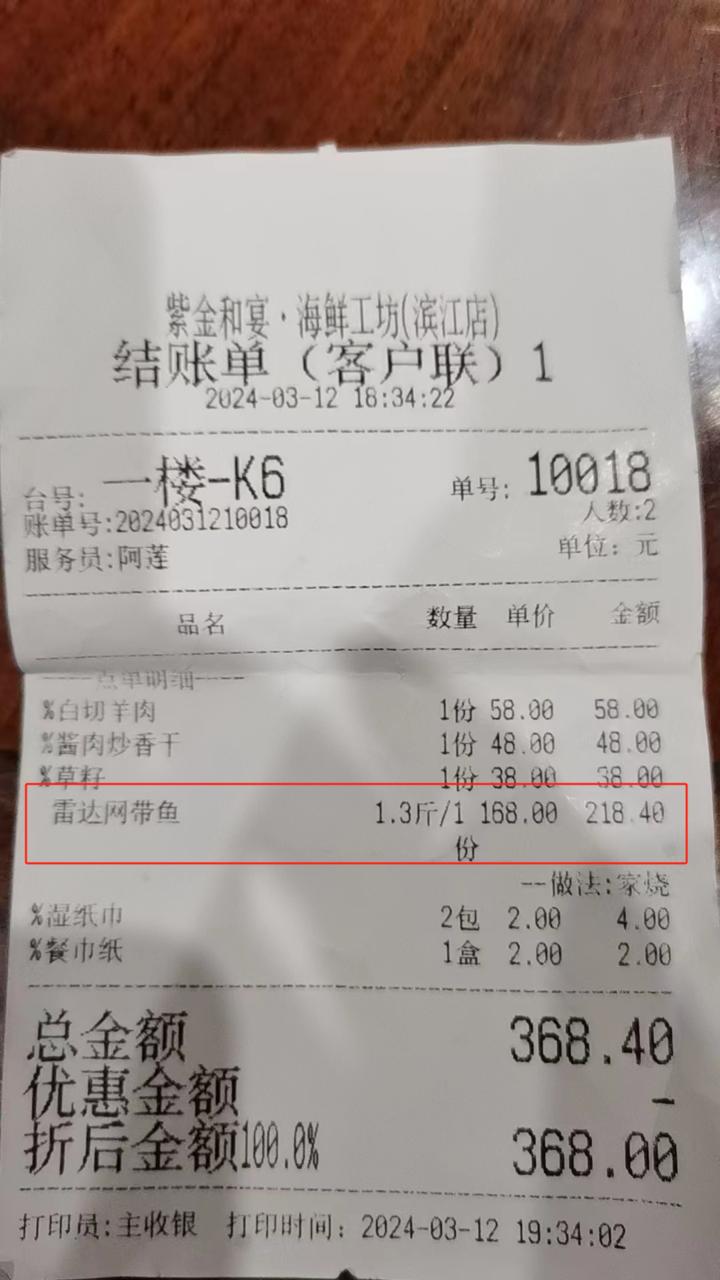 紫金和宴·海鲜工坊(滨江店)
结账单（客户联）1
2024-03-12 18:34:22
台号: 一楼-K6 单号: 10018
账单号:2024031210018 人数:2
服务员:阿莲 单位: 元
品名 数量 单价 金额
-----点单明细-----
%白切羊肉 1份 58.00 58.00
%酱肉炒香干 1份 48.00 48.00
%草籽 1份 38.00 38.00
雷达网带鱼 1.3斤/1 168.00 218.40
份
--做法:家烧
%湿纸巾 2包 2.00 4.00
%餐巾纸 1盒 2.00 2.00
总金额 368.40
优惠金额 -
折后金额100.0% 368.00
打印员:主收银 打印时间: 2024-03-12 19:34:02